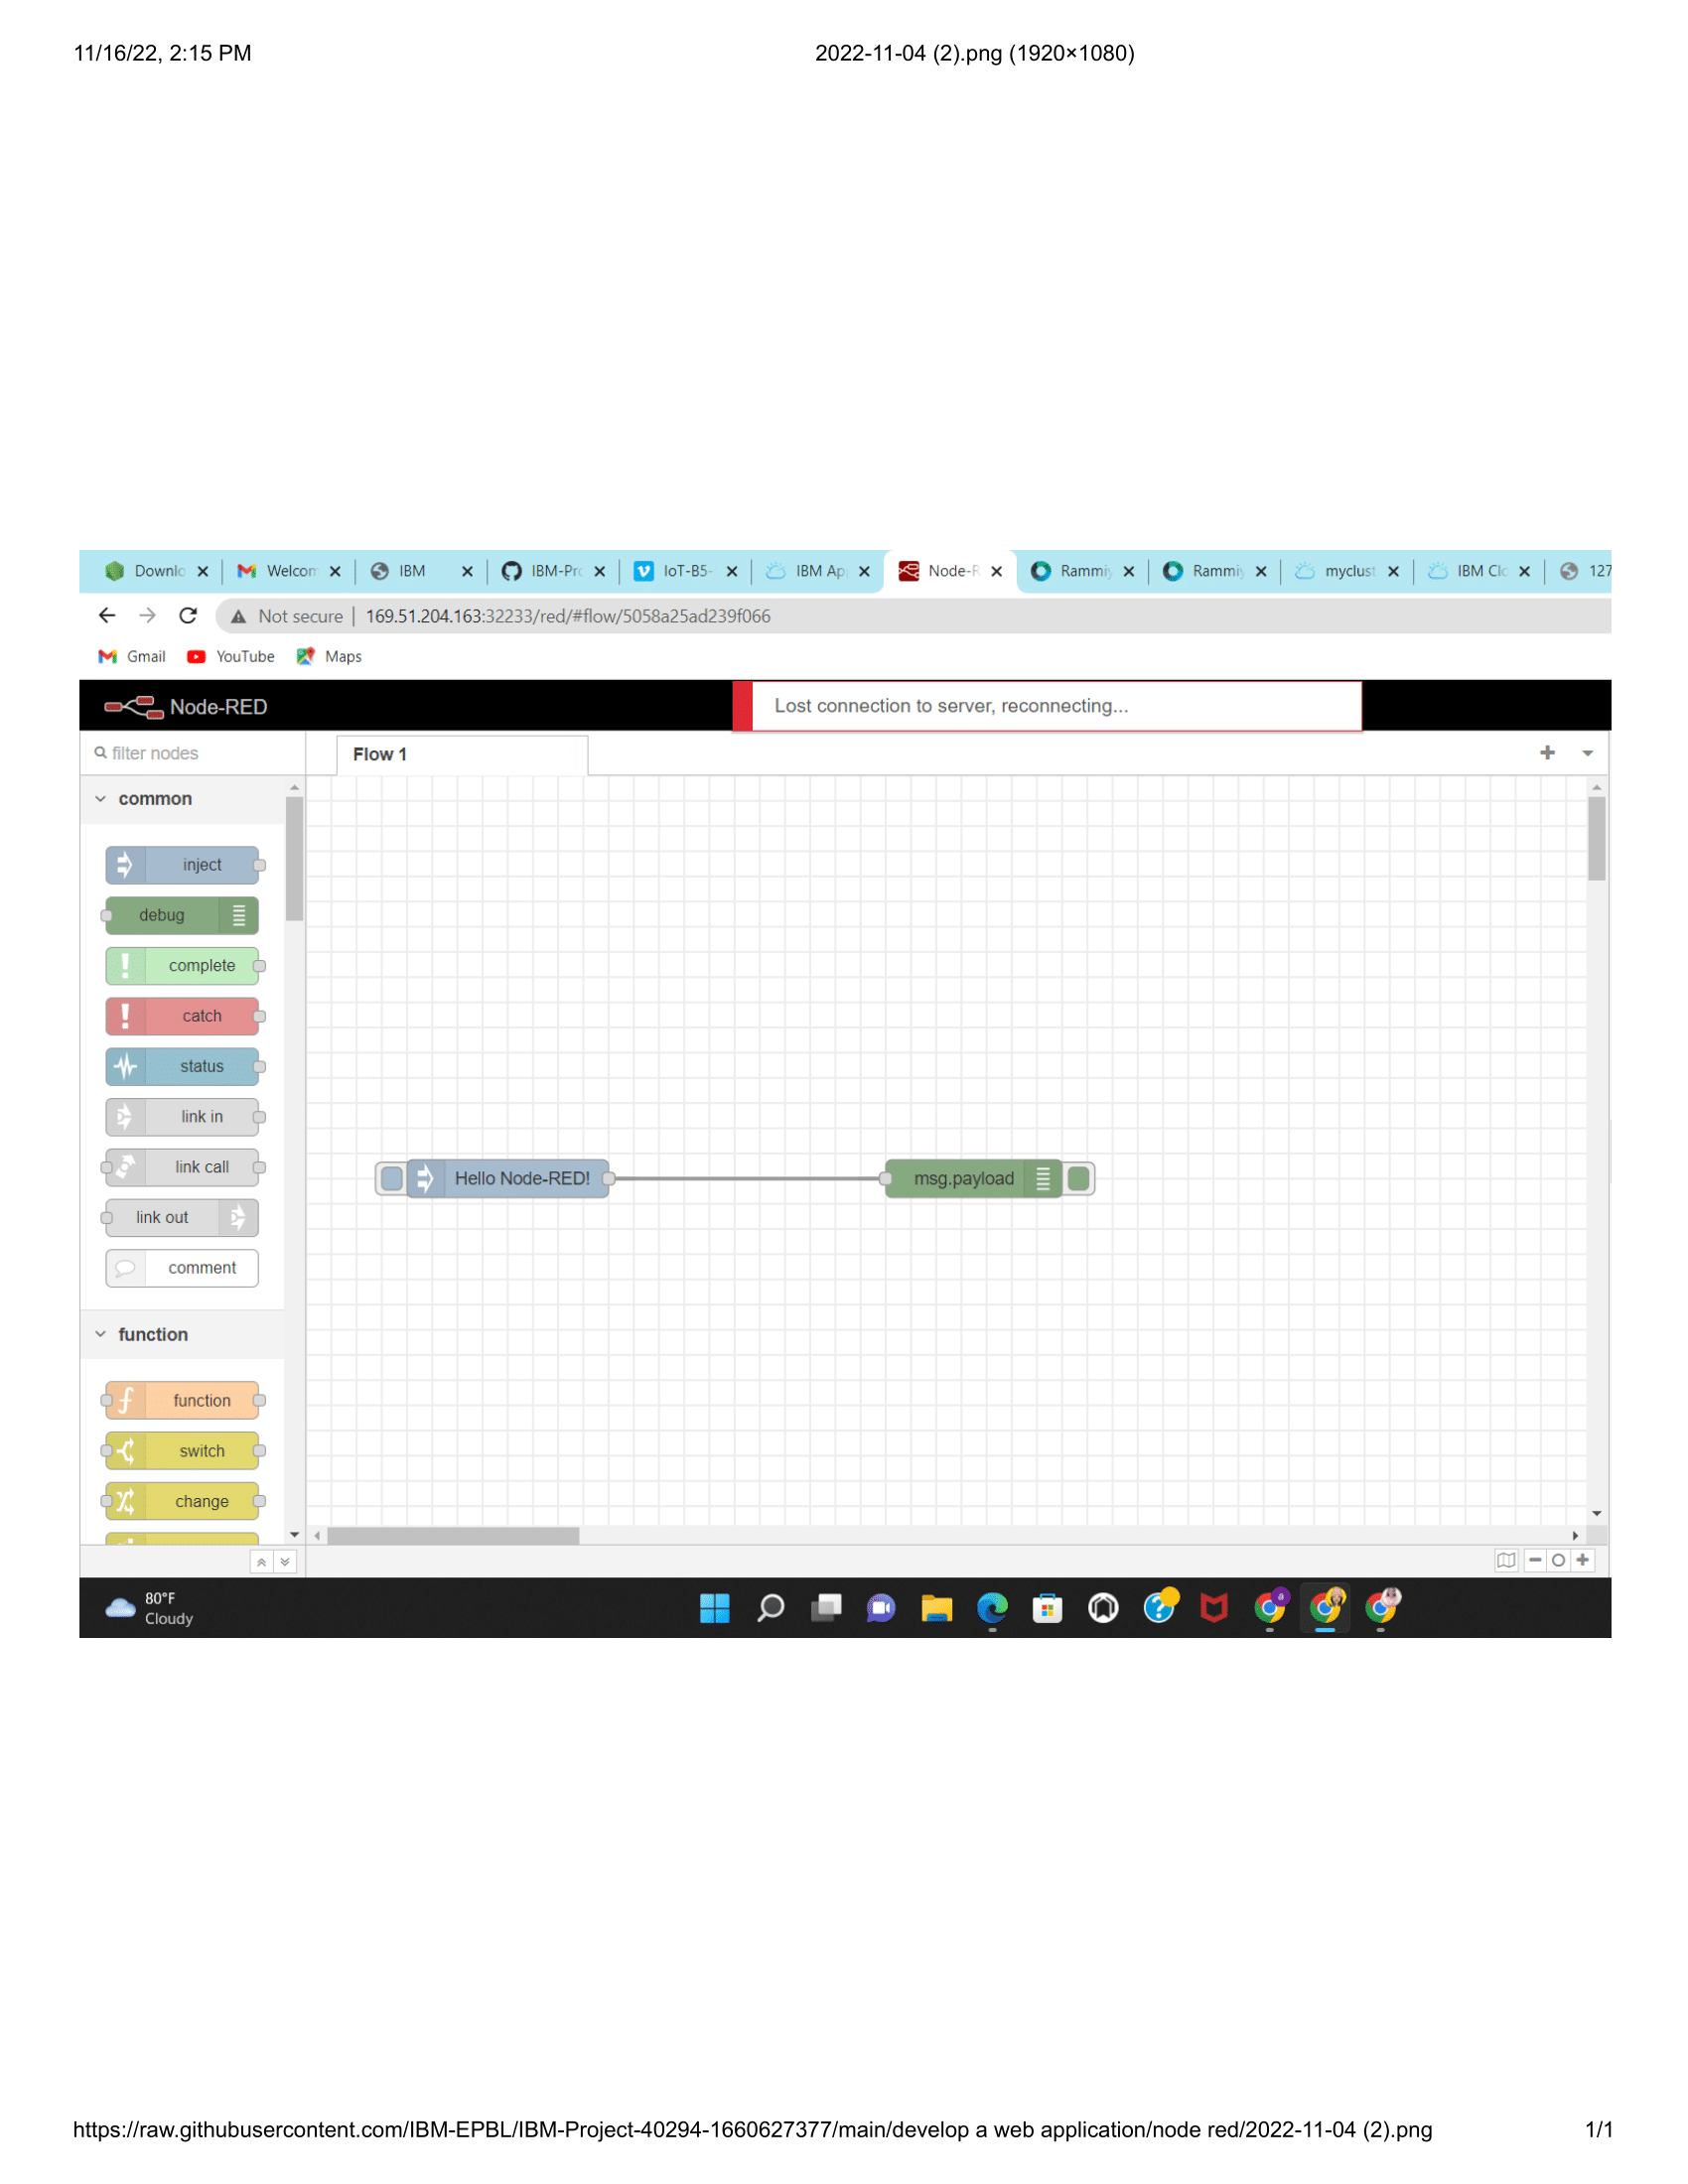 11/16/22, 2:15 PM
2022-11-04 (2).png (1920×1080)
Downlo
Welcom
IBM
IBM-Pro
IoT-B5-
IBM Ap
Node-R
Rammiy
Rammiy
myclust
IBM Clo
127
Not secure | 169.51.204.163:32233/red/#flow/5058a25ad239f066
Gmail
YouTube
Maps
Node-RED
Lost connection to server, reconnecting...
filter nodes
Flow 1
common
inject
debug
complete
catch
status
link in
link call
link out
comment
Hello Node-RED!
msg.payload
function
function
switch
change
80°F
Cloudy
https://raw.githubusercontent.com/IBM-EPBL/IBM-Project-40294-1660627377/main/develop a web application/node red/2022-11-04 (2).png
1/1